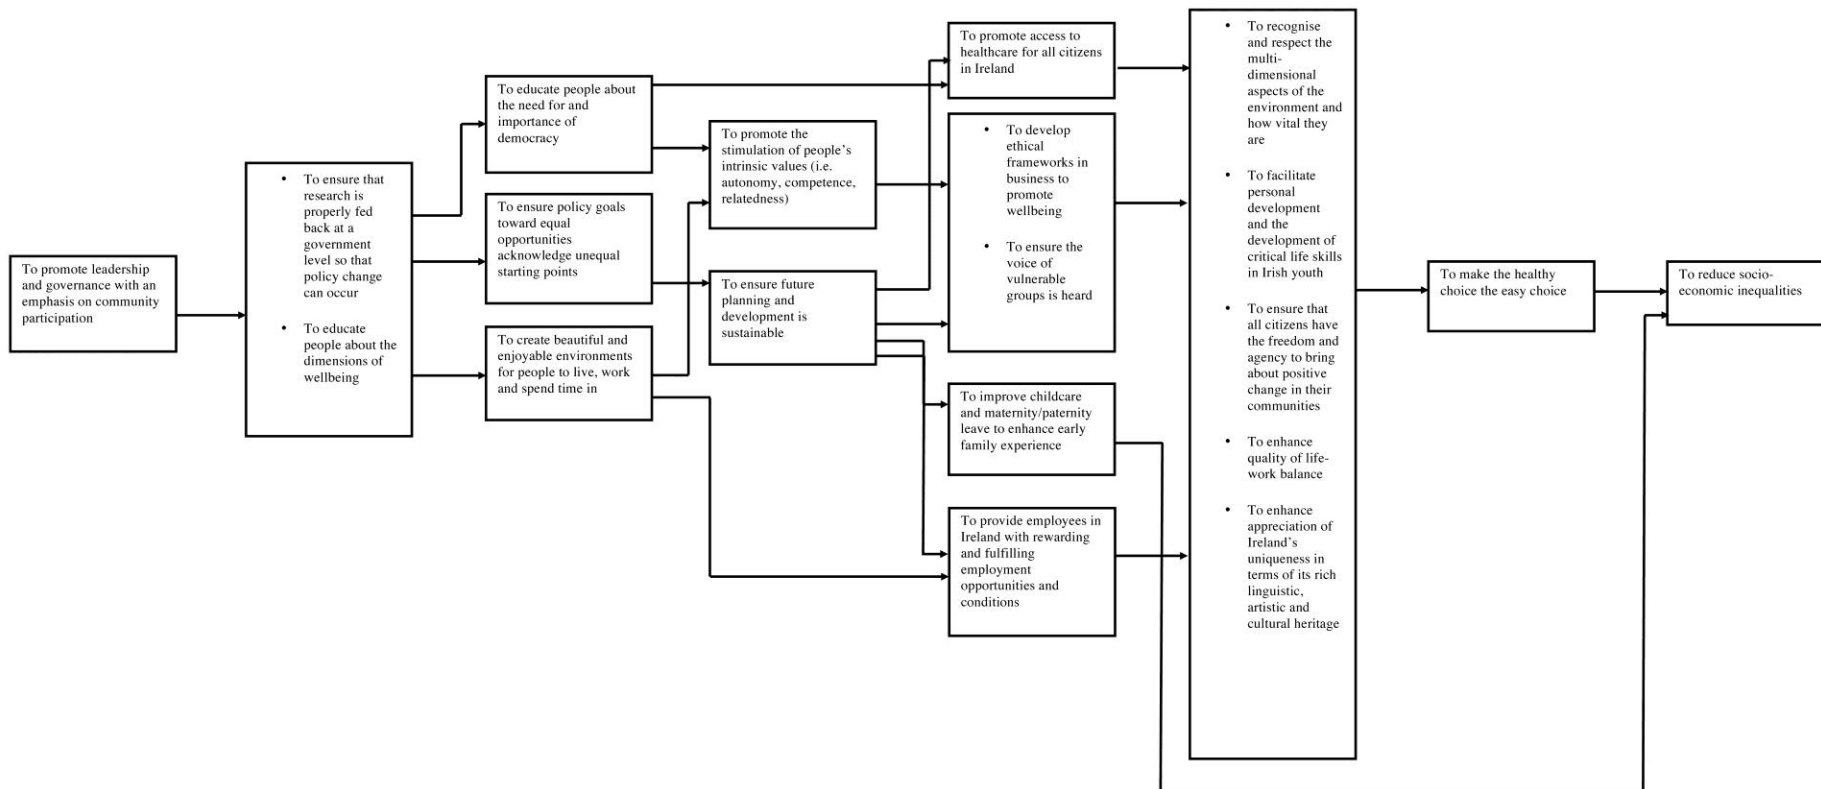 To promote leadership
and governance with an
emphasis on community
participation
• To ensure that
research is
properly fed
back at a
government
level so that
policy change
can occur
• To educate
people about the
dimensions of
wellbeing
To educate people about
the need for and
importance of
democracy
To ensure policy goals
toward equal
opportunities
acknowledge unequal
starting points
To create beautiful and
enjoyable environments
for people to live, work
and spend time in
To promote the
stimulation of people's
intrinsic values (i.e.
autonomy, competence,
relatedness)
To ensure future
planning and
development is
sustainable
To promote access to
healthcare for all citizens
in Ireland
• To develop
ethical
frameworks in
business to
promote
wellbeing
• To ensure the
voice of
vulnerable
groups is heard
To improve childcare
and maternity/paternity
leave to enhance early
family experience
To provide employees in
Ireland with rewarding
and fulfilling
employment
opportunities and
conditions
• To recognise
and respect the
multi-
dimensional
aspects of the
environment and
how vital they
are
• To facilitate
personal
development
and the
development of
critical life skills
in Irish youth
• To ensure that
all citizens have
the freedom and
agency to bring
about positive
change in their
communities
• To enhance
quality of life-
work balance
• To enhance
appreciation of
Ireland's
uniqueness in
terms of its rich
linguistic,
artistic and
cultural heritage
To make the healthy
choice the easy choice
To reduce socio-
economic inequalities